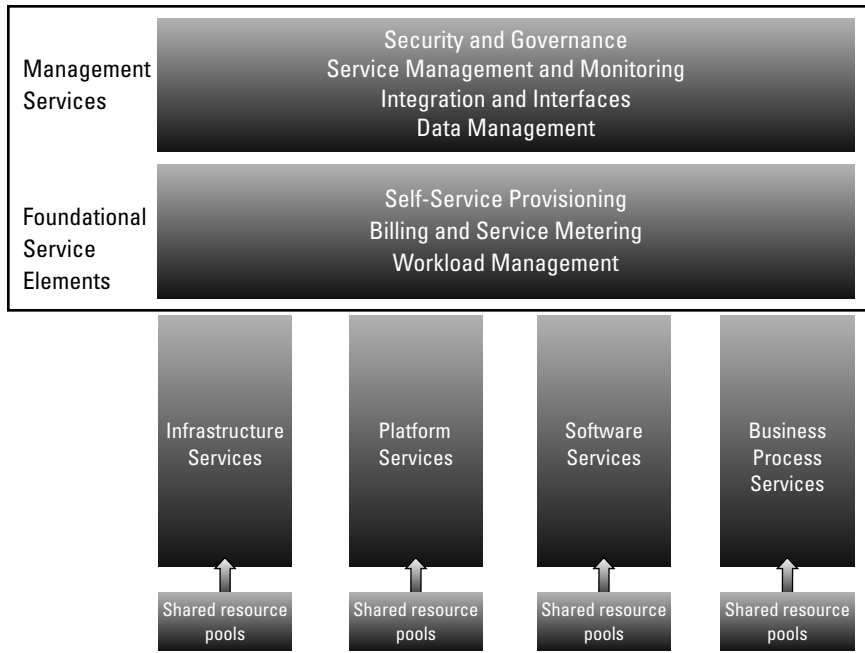 Management
Services
Security and Governance
Service Management and Monitoring
Integration and Interfaces
Data Management
Foundational
Service
Elements
Self-Service Provisioning
Billing and Service Metering
Workload Management
Infrastructure
Services
Platform
Services
Software
Services
Business
Process
Services
Shared resource
pools
Shared resource
pools
Shared resource
pools
Shared resource
pools